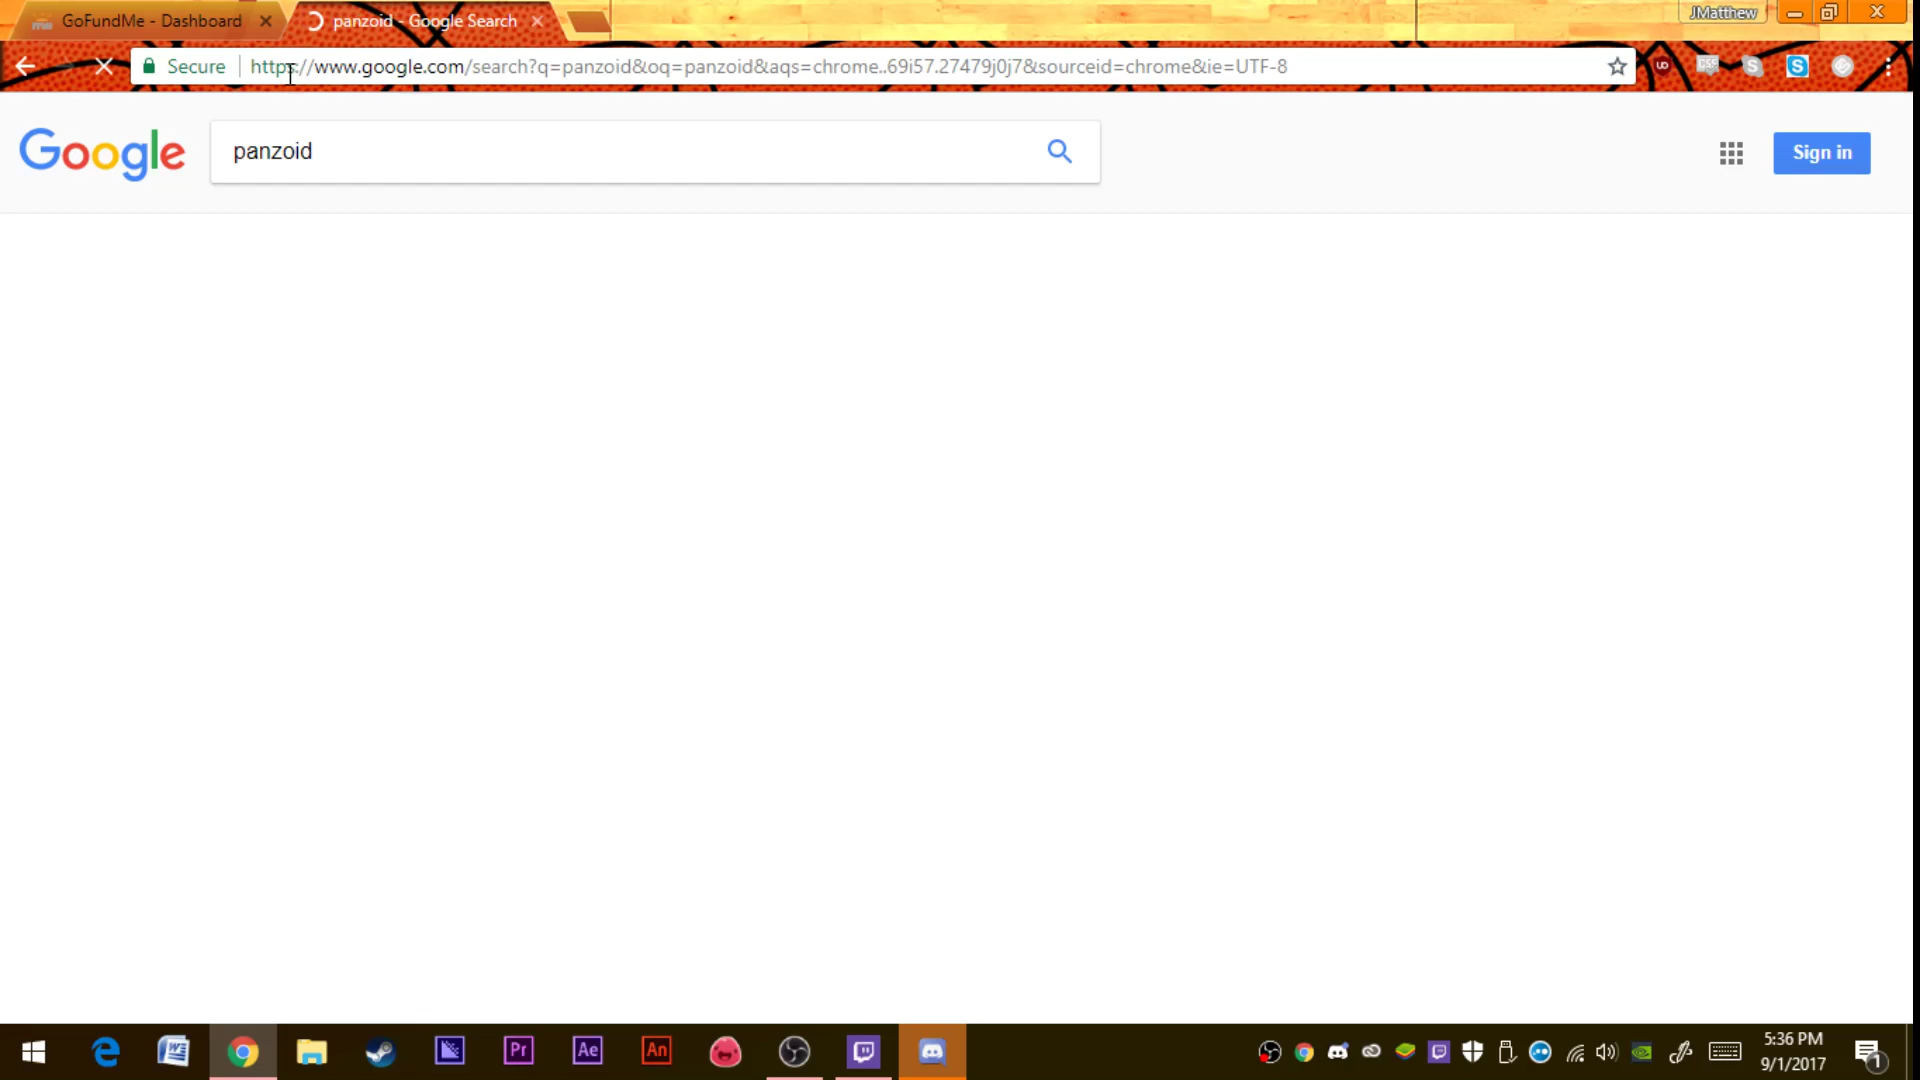 GoFundMe - Dashboard
panzoid - Google Search
JMatthew
Secure
https://www.google.com/search?q=panzoid&oq=panzoid&aqs=chrome..69i57.27479j0j7&sourceid=chrome&ie=UTF-8
Google
panzoid
Sign in
Pr
Ae
An
5:36 PM
9/1/2017
1